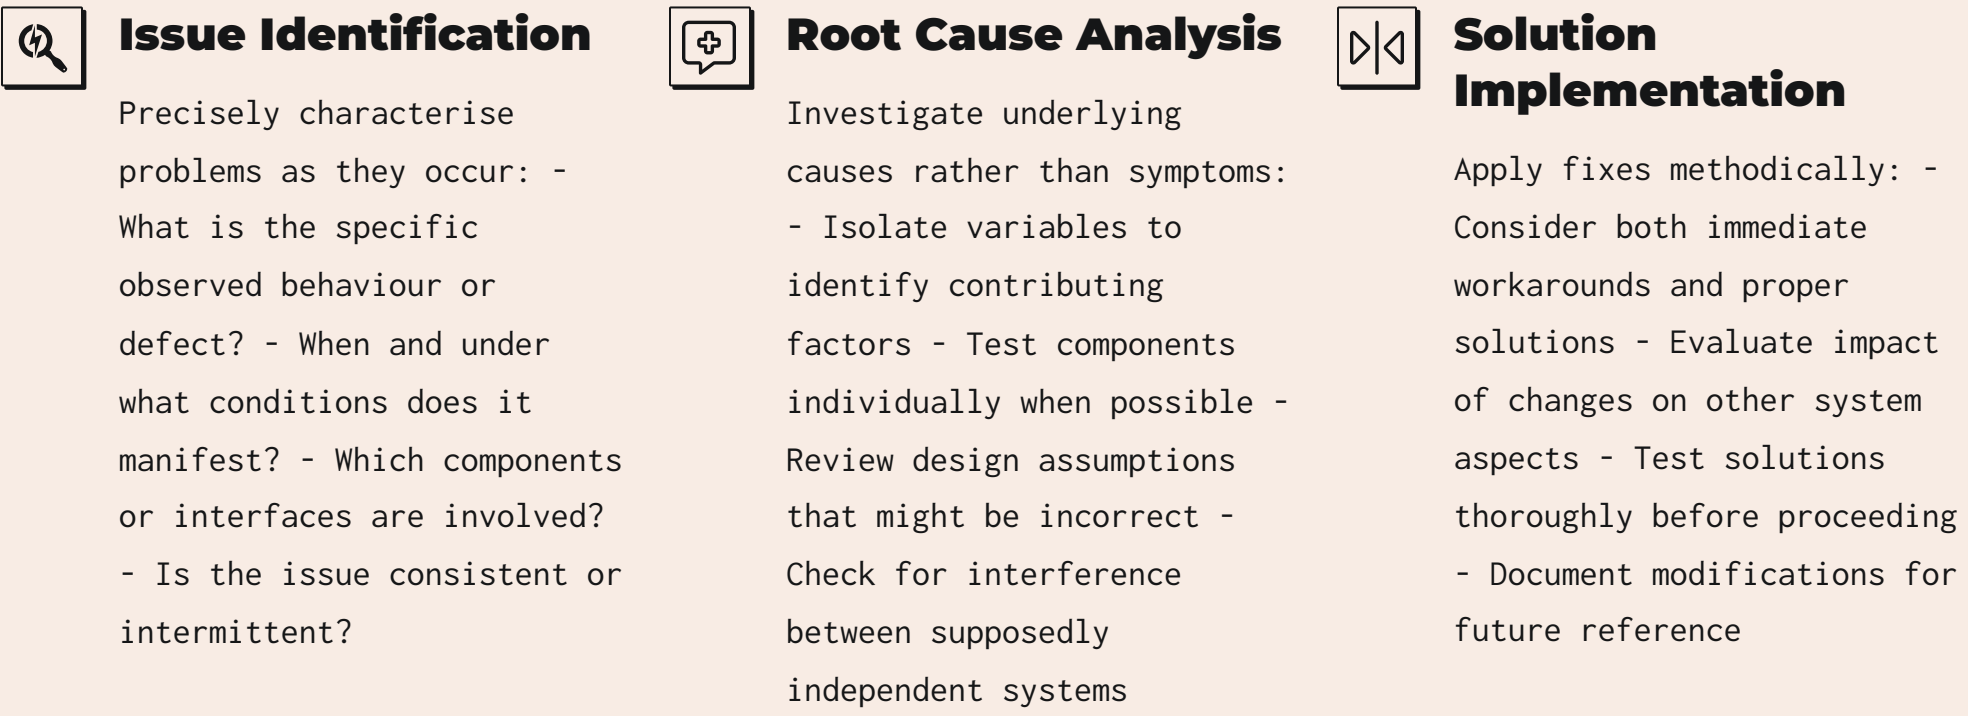 Issue Identification
Precisely characterise
problems as they occur: -
What is the specific
observed behaviour or
defect? - When and under
what conditions does it
manifest? - Which components
or interfaces are involved?
- Is the issue consistent or
intermittent?
Root Cause Analysis
Investigate underlying
causes rather than symptoms:
- Isolate variables to
identify contributing
factors - Test components
individually when possible -
Review design assumptions
that might be incorrect -
Check for interference
between supposedly
independent systems
Solution
Implementation
Apply fixes methodically: -
Consider both immediate
workarounds and proper
solutions - Evaluate impact
of changes on other system
aspects - Test solutions
thoroughly before proceeding
- Document modifications for
future reference